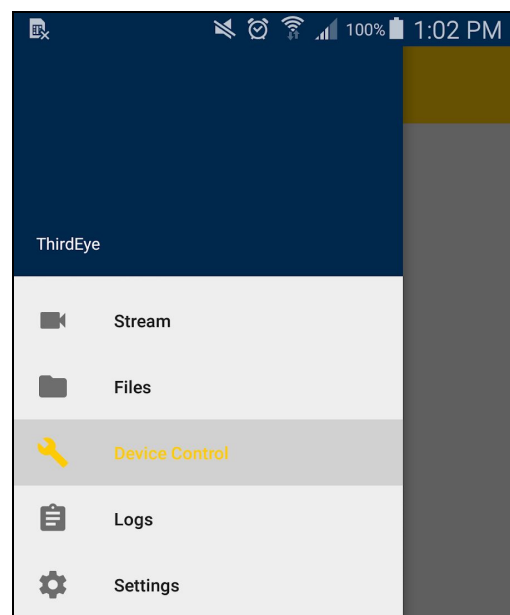 100% 1:02 PM
ThirdEye
Stream
Files
Device Control
Logs
Settings